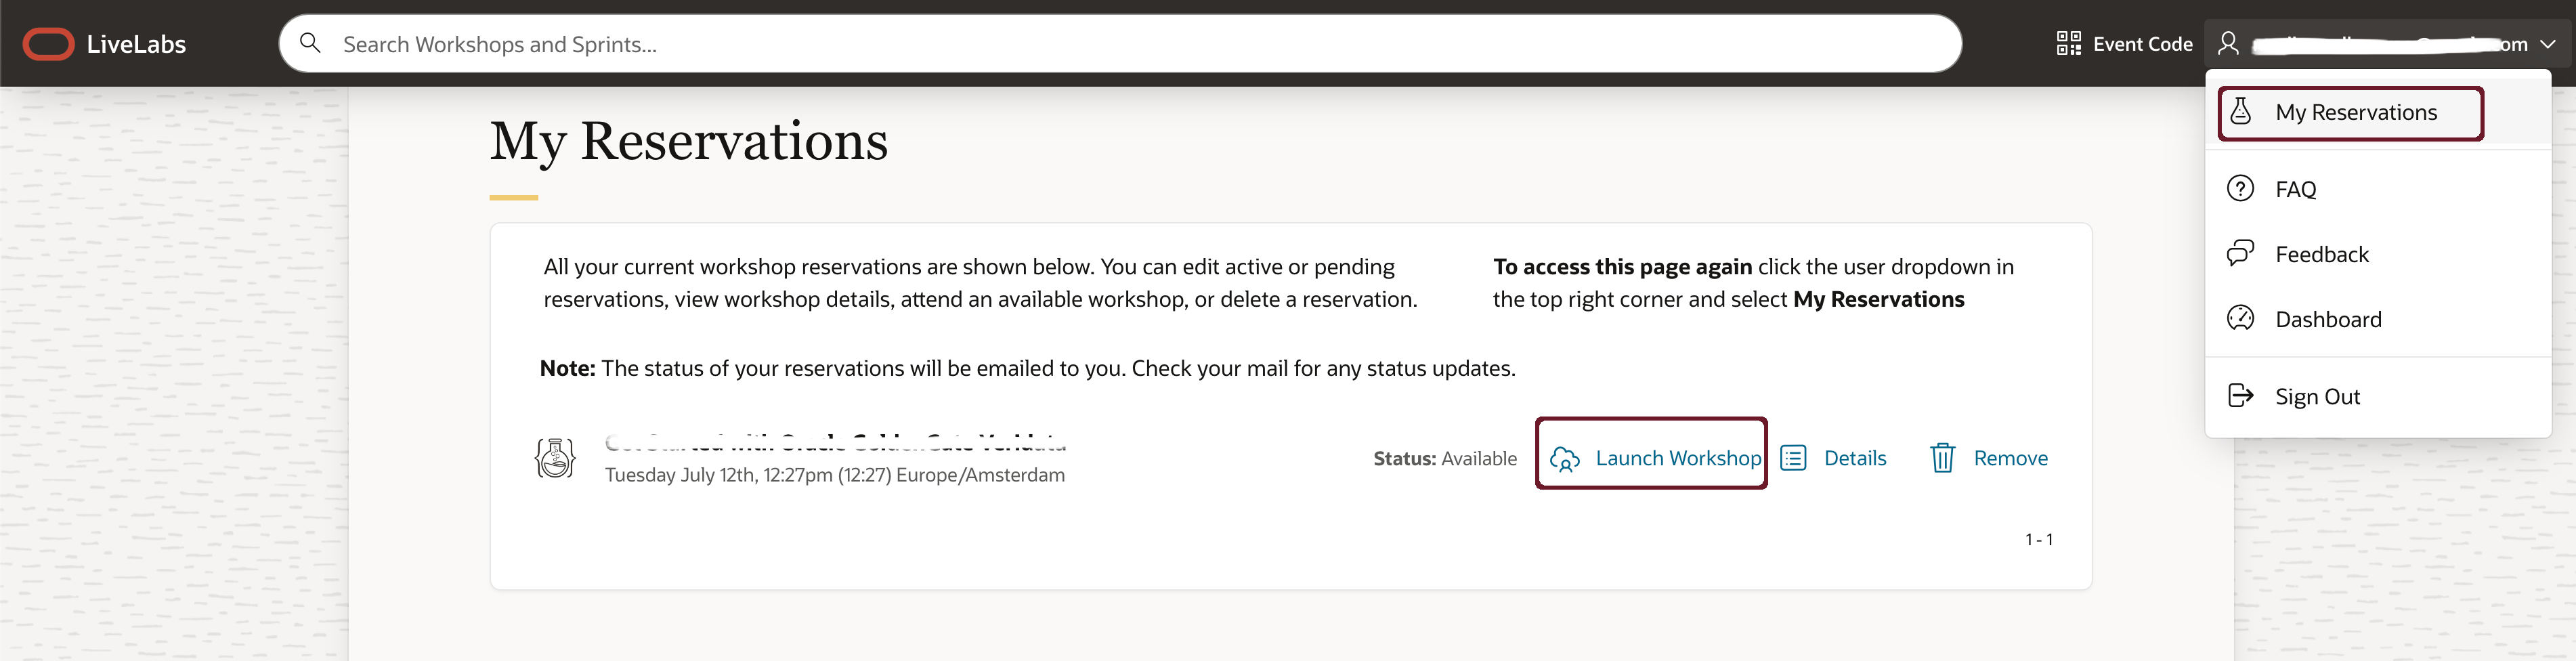 LiveLabs
Search Workshops and Sprints...
Event Code
om
My Reservations
FAQ
Feedback
Dashboard
Sign Out
My Reservations
All your current workshop reservations are shown below. You can edit active or pending
reservations, view workshop details, attend an available workshop, or delete a reservation.
To access this page again click the user dropdown in
the top right corner and select My Reservations
Note: The status of your reservations will be emailed to you. Check your mail for any status updates.
Tuesday July 12th, 12:27pm (12:27) Europe/Amsterdam
Status: Available
Launch Workshop
Details
Remove
1 - 1